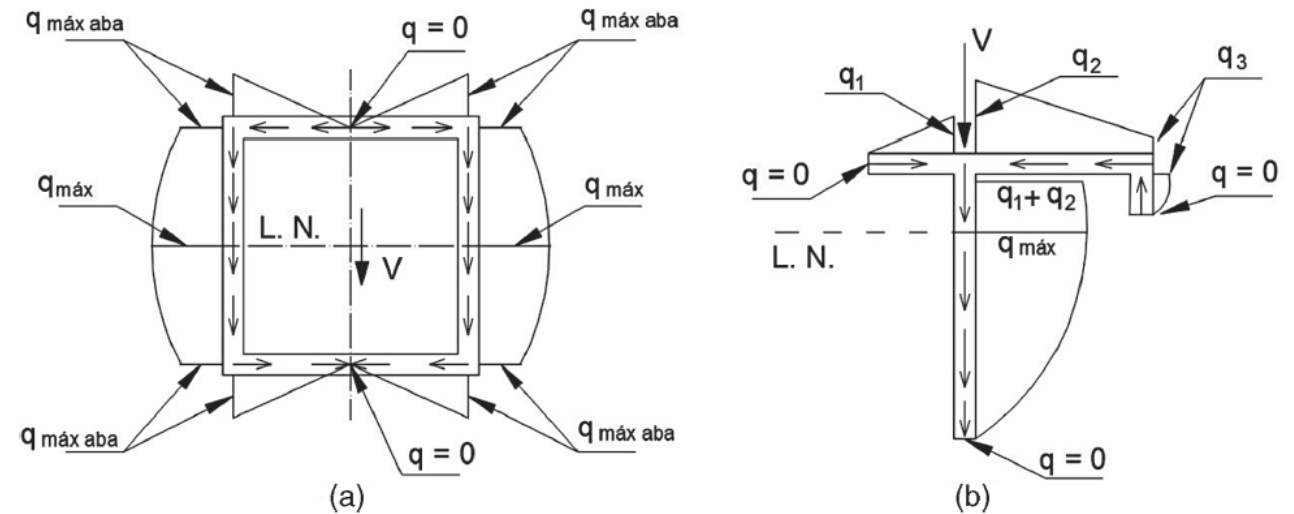 q máx aba
q = 0
q máx aba
q máx
q máx
L. N.
V
q máx aba
q = 0
q máx aba
(a)
V
q1
q2
q3
q = 0
q = 0
q1 + q2
q máx
L. N.
q = 0
(b)